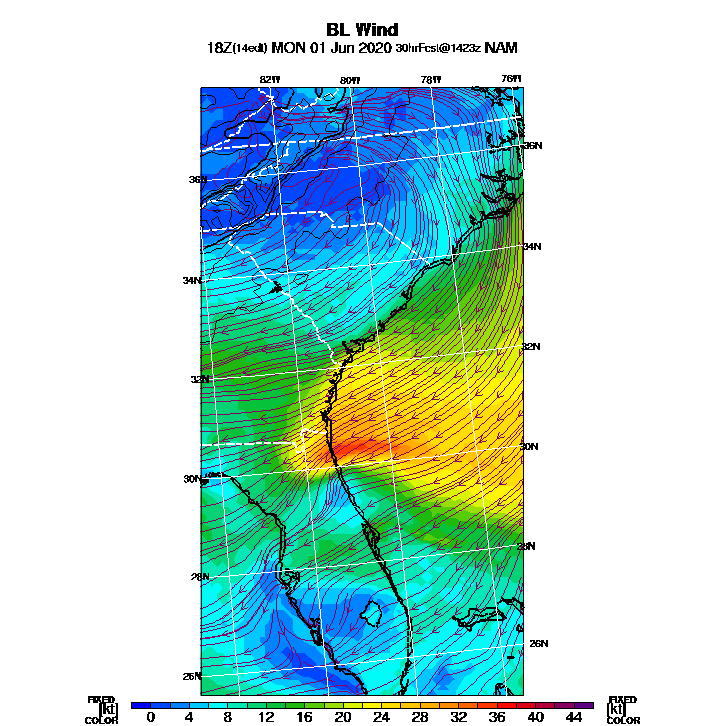 BL Wind
18Z(14edt) MON 01 Jun 2020 30hrFcst@1423z NAM
82W 80W 78W 76W
36N
36N
34N
34N
32N
32N
30N
30N
28N
28N
26N
26N
FIXED FIXED
[kt] 0 4 8 12 16 20 24 28 32 36 40 44 [kt]
COLOR COLOR